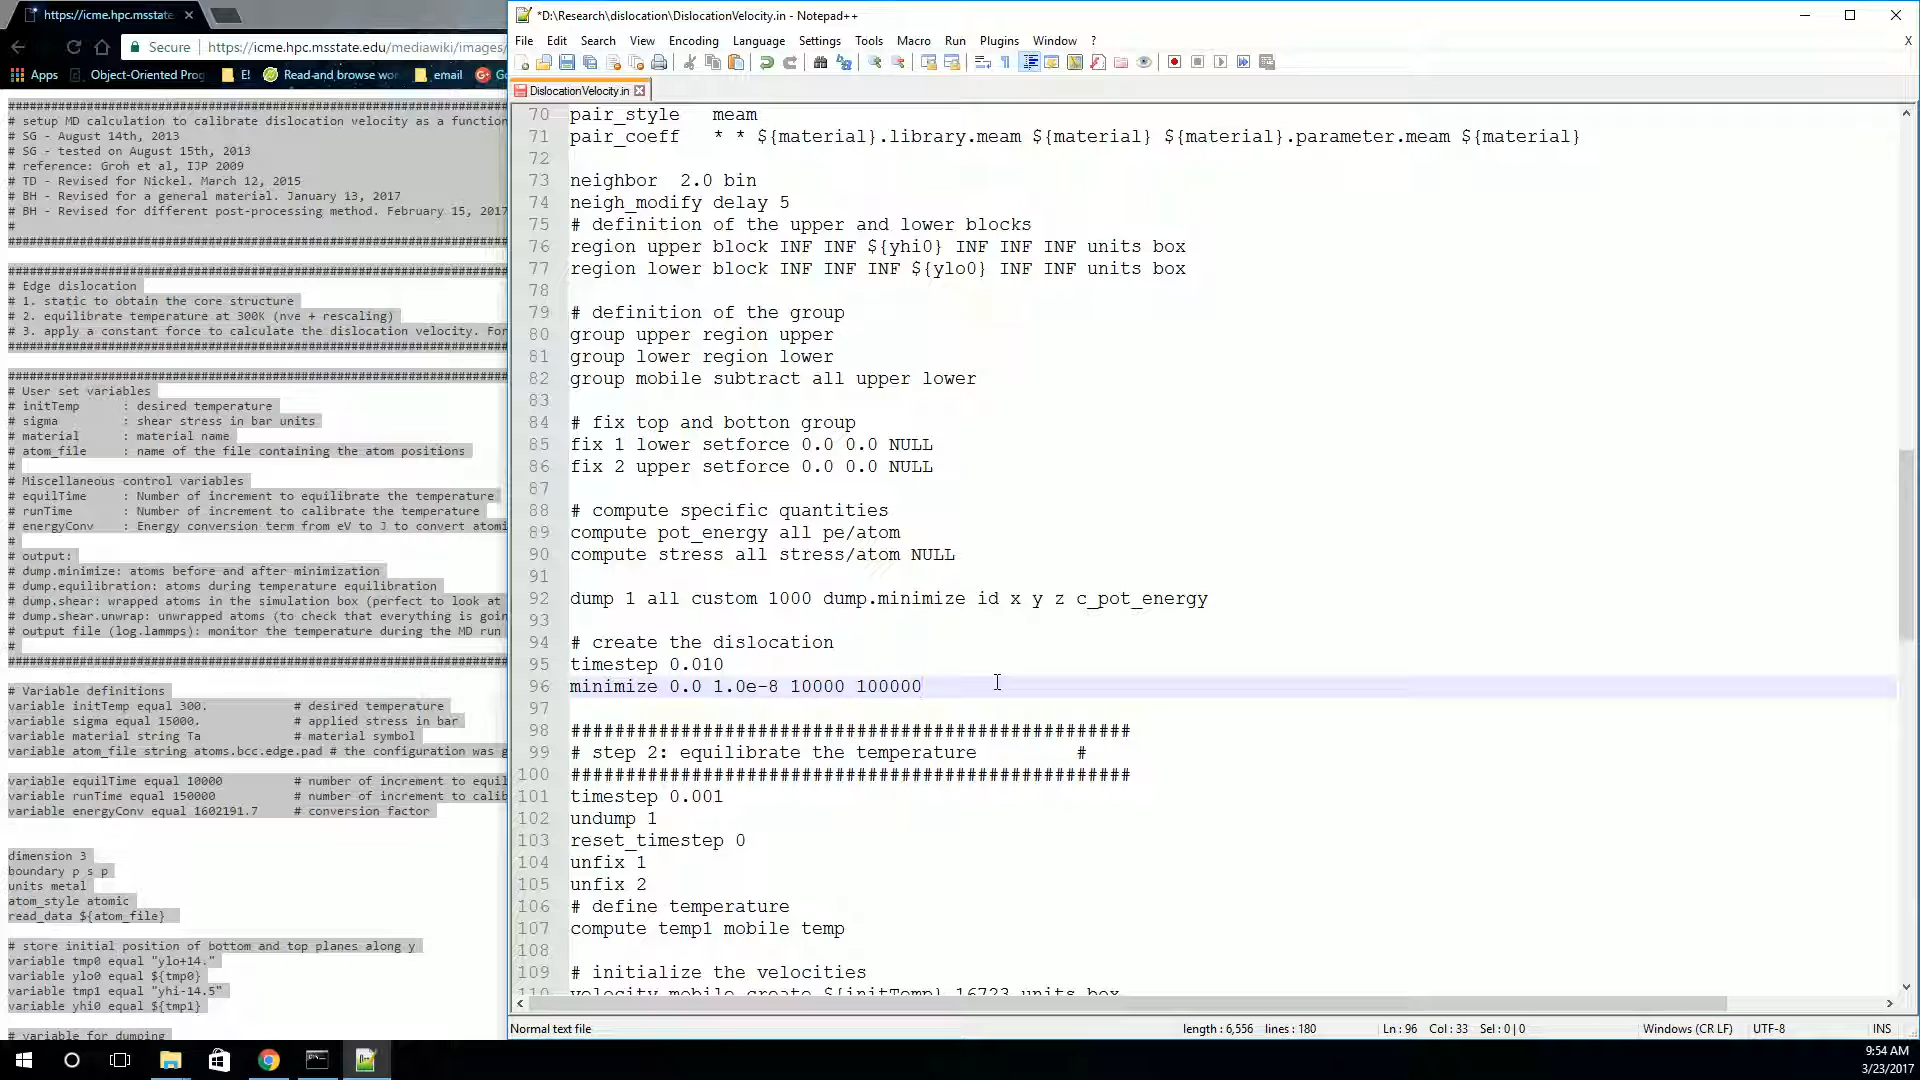 https://icme.hpc.msstate
*D:\Research\dislocation\DislocationVelocity.in - Notepad++
Secure
https://icme.hpc.msstate.edu/mediawiki/images/
File Edit Search View Encoding Language Settings Tools Macro Run Plugins Window ? X
Apps Object-Oriented Prog E! Read and browse wor email
DislocationVelocity.in
################################################################
# setup MD calculation to calibrate dislocation velocity as a function
# SG - August 14th, 2013
# SG - tested on August 15th, 2013
# reference: Groh et al, IJP 2009
# TD - Revised for Nickel. March 12, 2015
# BH - Revised for a general material. January 13, 2017
# BH - Revised for different post-processing method. February 15, 2017
#
################################################################
################################################################
# Edge dislocation
# 1. static to obtain the core structure
# 2. equilibrate temperature at 300K (nve + rescaling)
# 3. apply a constant force to calculate the dislocation velocity. For
################################################################
################################################################
# User set variables
# initTemp : desired temperature
# sigma : shear stress in bar units
# material : material name
# atom_file : name of the file containing the atom positions
#
# Miscellaneous control variables
# equilTime : Number of increment to equilibrate the temperature
# runTime : Number of increment to calibrate the temperature
# energyConv : Energy conversion term from eV to J to convert atomi
#
# output:
# dump.minimize: atoms before and after minimization
# dump.equilibration: atoms during temperature equilibration
# dump.shear: wrapped atoms in the simulation box (perfect to look at
# dump.shear.unwrap: unwrapped atoms (to check that everything is goin
# output file (log.lammps): monitor the temperature during the MD run
#
################################################################
# Variable definitions
variable initTemp equal 300. # desired temperature
variable sigma equal 15000. # applied stress in bar
variable material string Ta # material symbol
variable atom_file string atoms.bcc.edge.pad # the configuration was g
variable equilTime equal 10000 # number of increment to equil
variable runTime equal 150000 # number of increment to calib
variable energyConv equal 1602191.7 # conversion factor
dimension 3
boundary p s p
units metal
atom_style atomic
read_data ${atom_file}
# store initial position of bottom and top planes along y
variable tmp0 equal "ylo+14."
variable ylo0 equal ${tmp0}
variable tmp1 equal "yhi-14.5"
variable yhi0 equal ${tmp1}
# variable for dumping
70 pair_style meam
71 pair_coeff * * ${material}.library.meam ${material} ${material}.parameter.meam ${material}
72
73 neighbor 2.0 bin
74 neigh_modify delay 5
75 # definition of the upper and lower blocks
76 region upper block INF INF ${yhi0} INF INF INF units box
77 region lower block INF INF INF ${ylo0} INF INF units box
78
79 # definition of the group
80 group upper region upper
81 group lower region lower
82 group mobile subtract all upper lower
83
84 # fix top and botton group
85 fix 1 lower setforce 0.0 0.0 NULL
86 fix 2 upper setforce 0.0 0.0 NULL
87
88 # compute specific quantities
89 compute pot_energy all pe/atom
90 compute stress all stress/atom NULL
91
92 dump 1 all custom 1000 dump.minimize id x y z c_pot_energy
93
94 # create the dislocation
95 timestep 0.010
96 minimize 0.0 1.0e-8 10000 100000
97
98 ###################################################
99 # step 2: equilibrate the temperature #
100 ###################################################
101 timestep 0.001
102 undump 1
103 reset_timestep 0
104 unfix 1
105 unfix 2
106 # define temperature
107 compute temp1 mobile temp
108
109 # initialize the velocities
110 velocity mobile create ${initTemp} 16723 units box
Normal text file length : 6,556 lines : 180 Ln : 96 Col : 33 Sel : 0 | 0 Windows (CR LF) UTF-8 INS
9:54 AM
3/23/2017